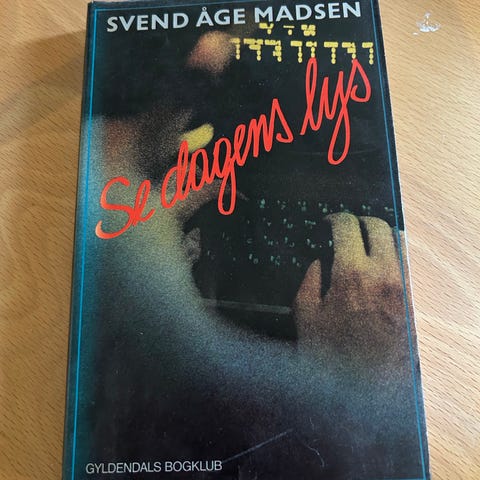 SVEND ÅGE MADSEN
Se dagens lys
GYLDENDALS BOGKLUB